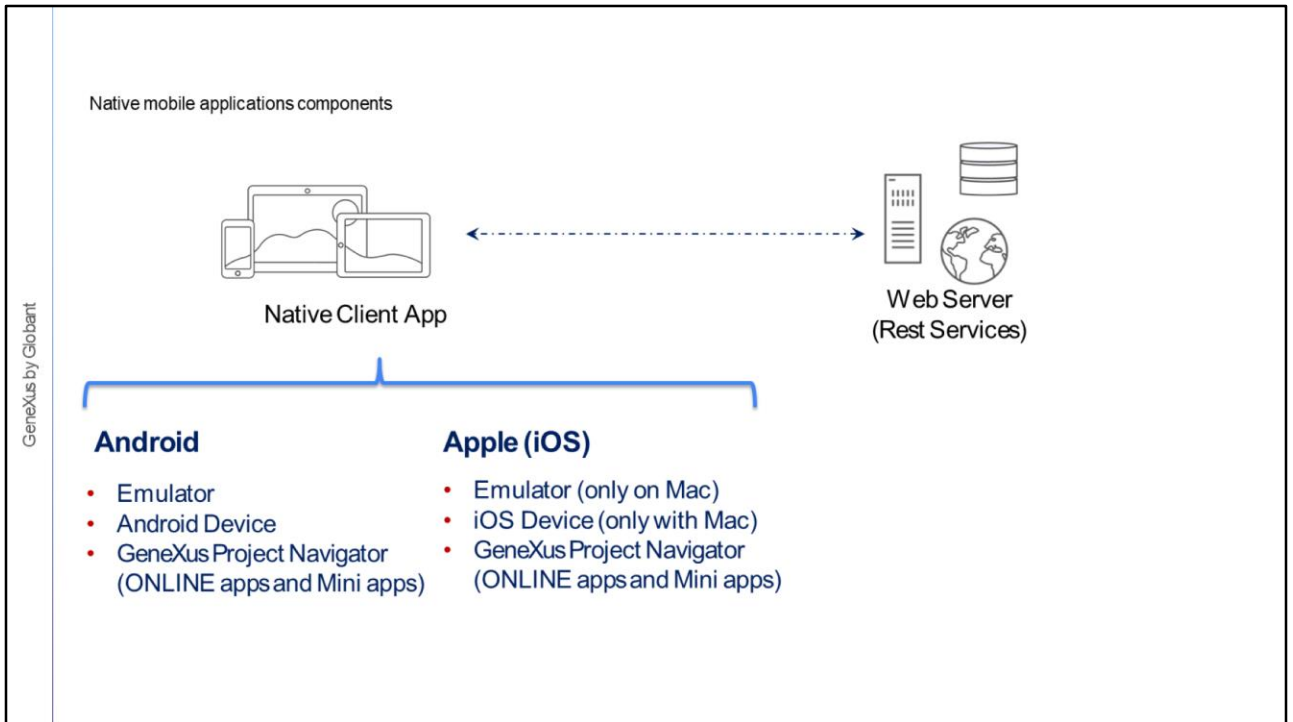 Native mobile applications components
Native Client App
Web Server
(Rest Services)
GeneXus by Globant
Android
• Emulator
• Android Device
• GeneXus Project Navigator
(ONLINE apps and Mini apps)
Apple (iOS)
• Emulator (only on Mac)
• iOS Device (only with Mac)
• GeneXus Project Navigator
(ONLINE apps and Mini apps)